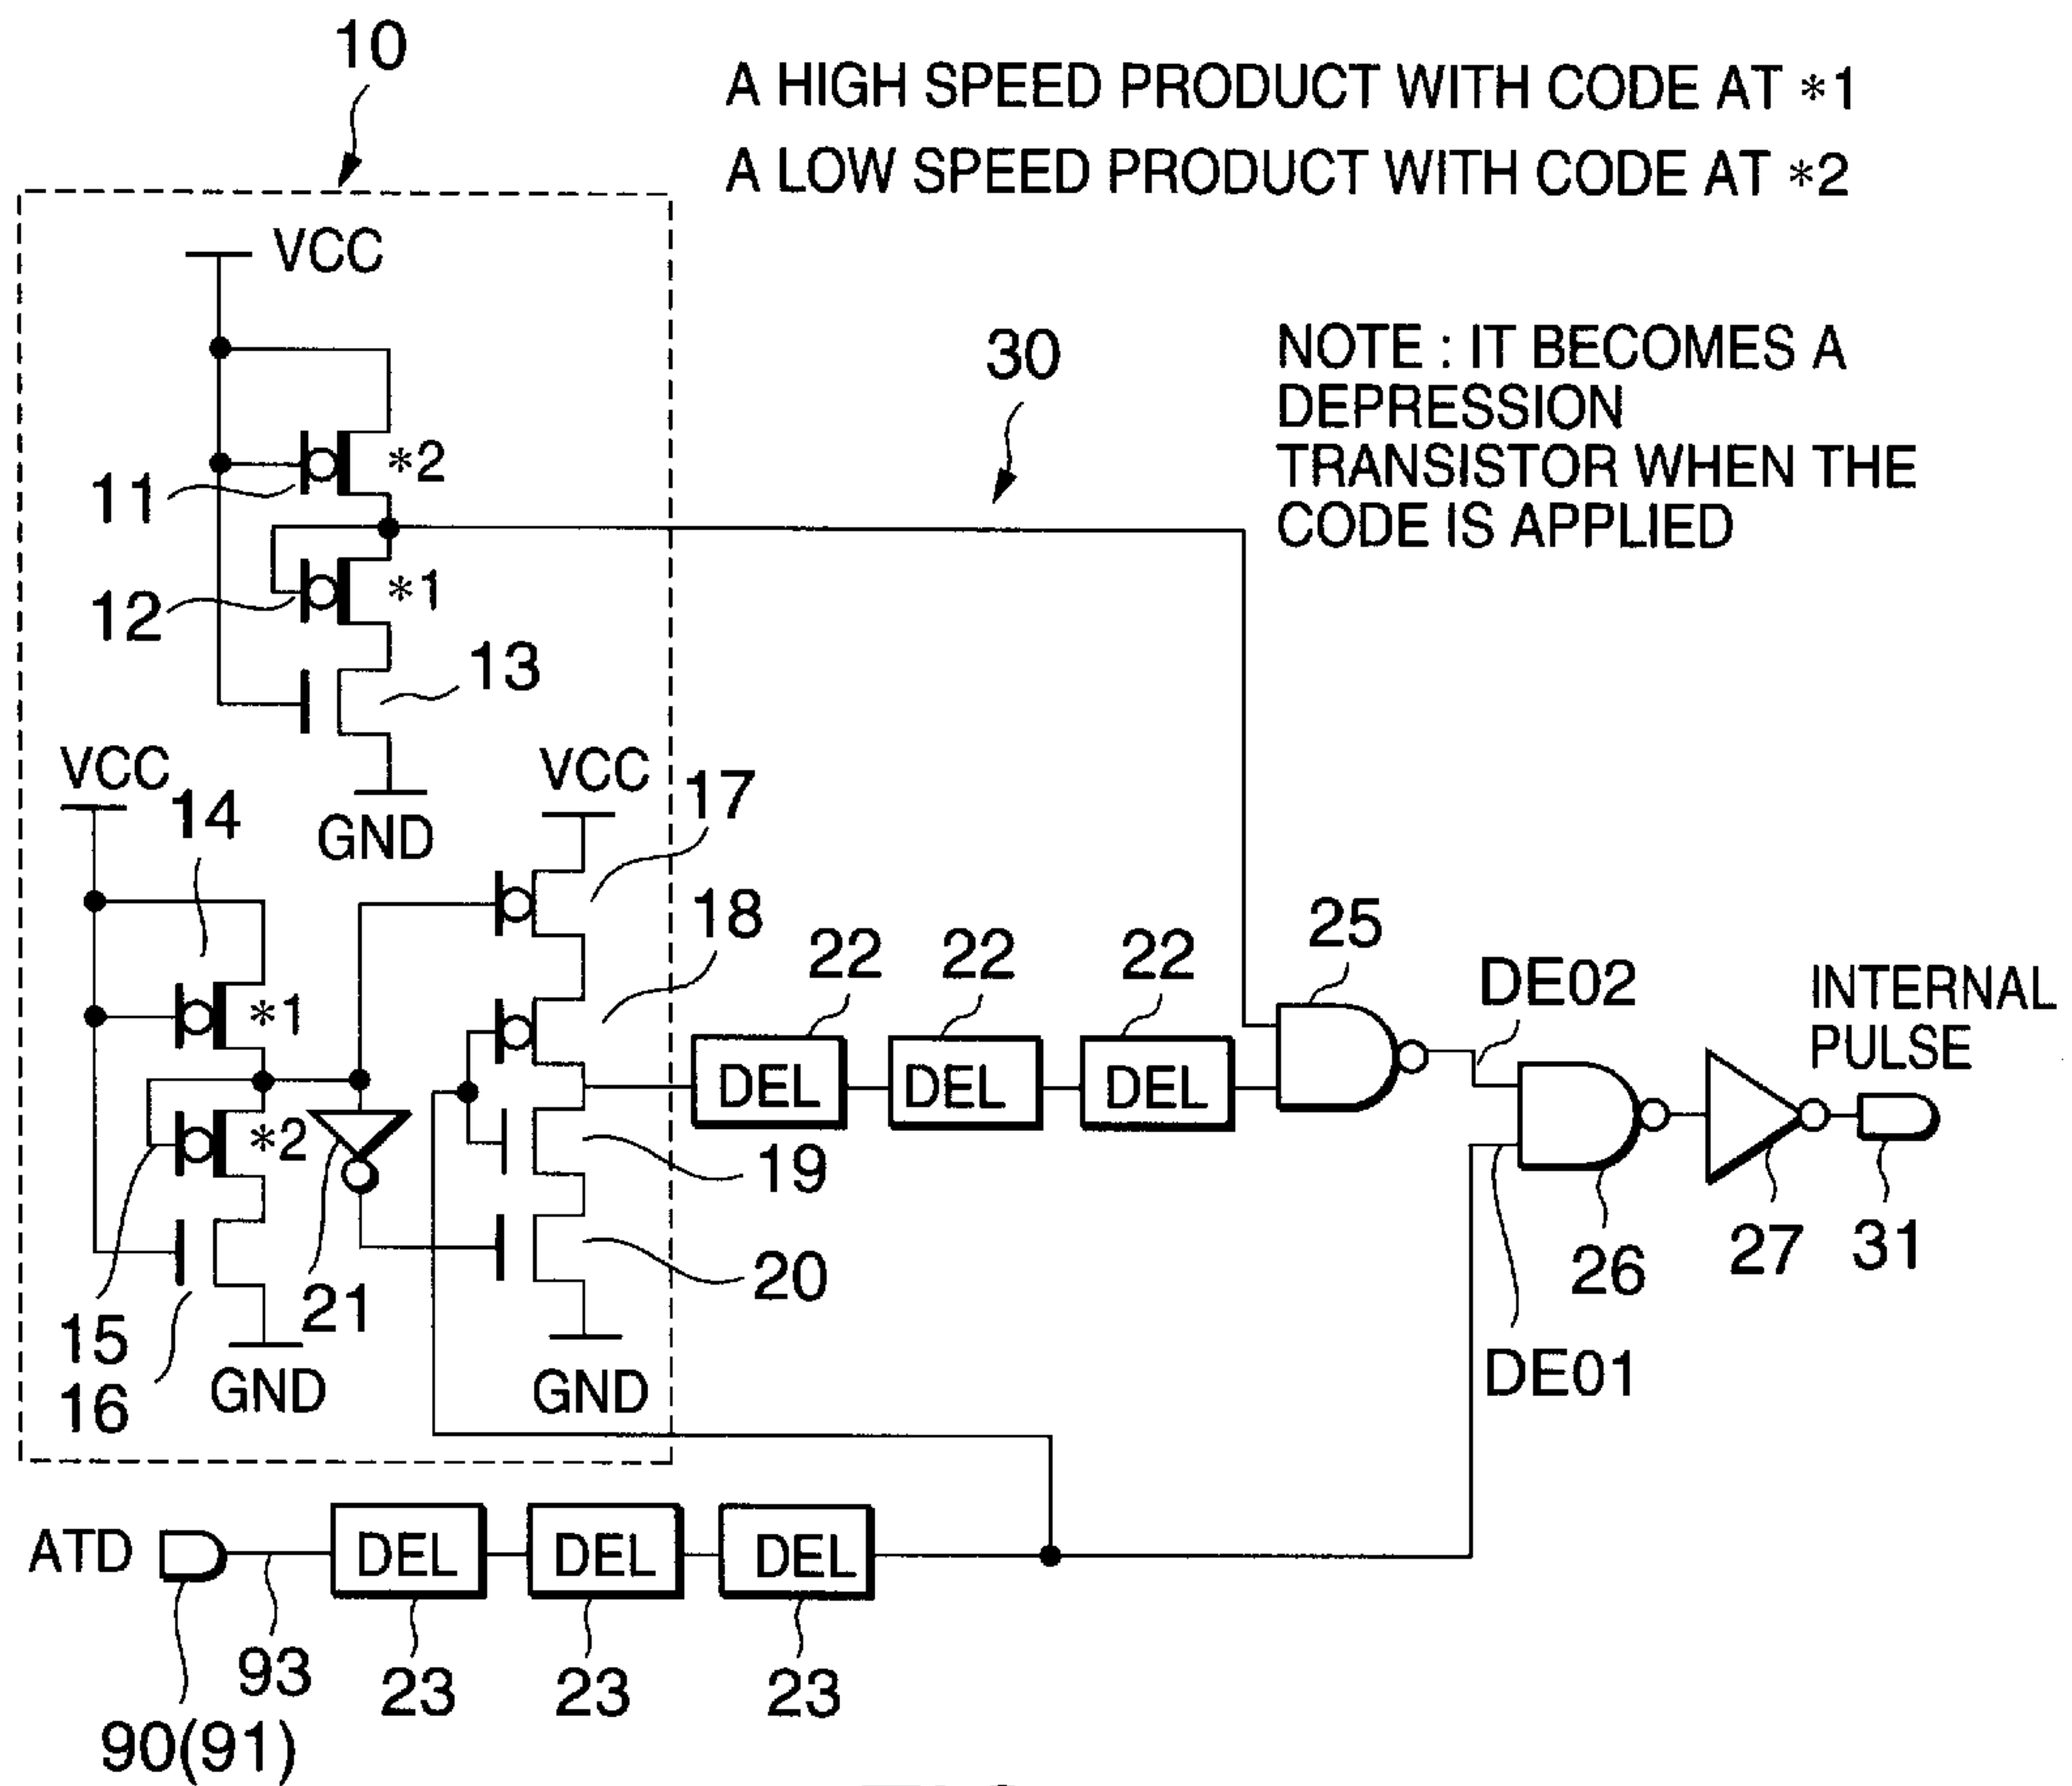 10
A HIGH SPEED PRODUCT WITH CODE AT *1
A LOW SPEED PRODUCT WITH CODE AT *2
VCC
30
NOTE : IT BECOMES A
DEPRESSION
TRANSISTOR WHEN THE
CODE IS APPLIED
*2
11
*1
12
13
GND
VCC
14
VCC
17
18
*1
*2
15
16
21
GND
19
20
GND
22
22
22
DEL
DEL
DEL
25
DE02
INTERNAL
PULSE
26
27
31
DE01
ATD
DEL
DEL
DEL
93
23
23
23
90(91)